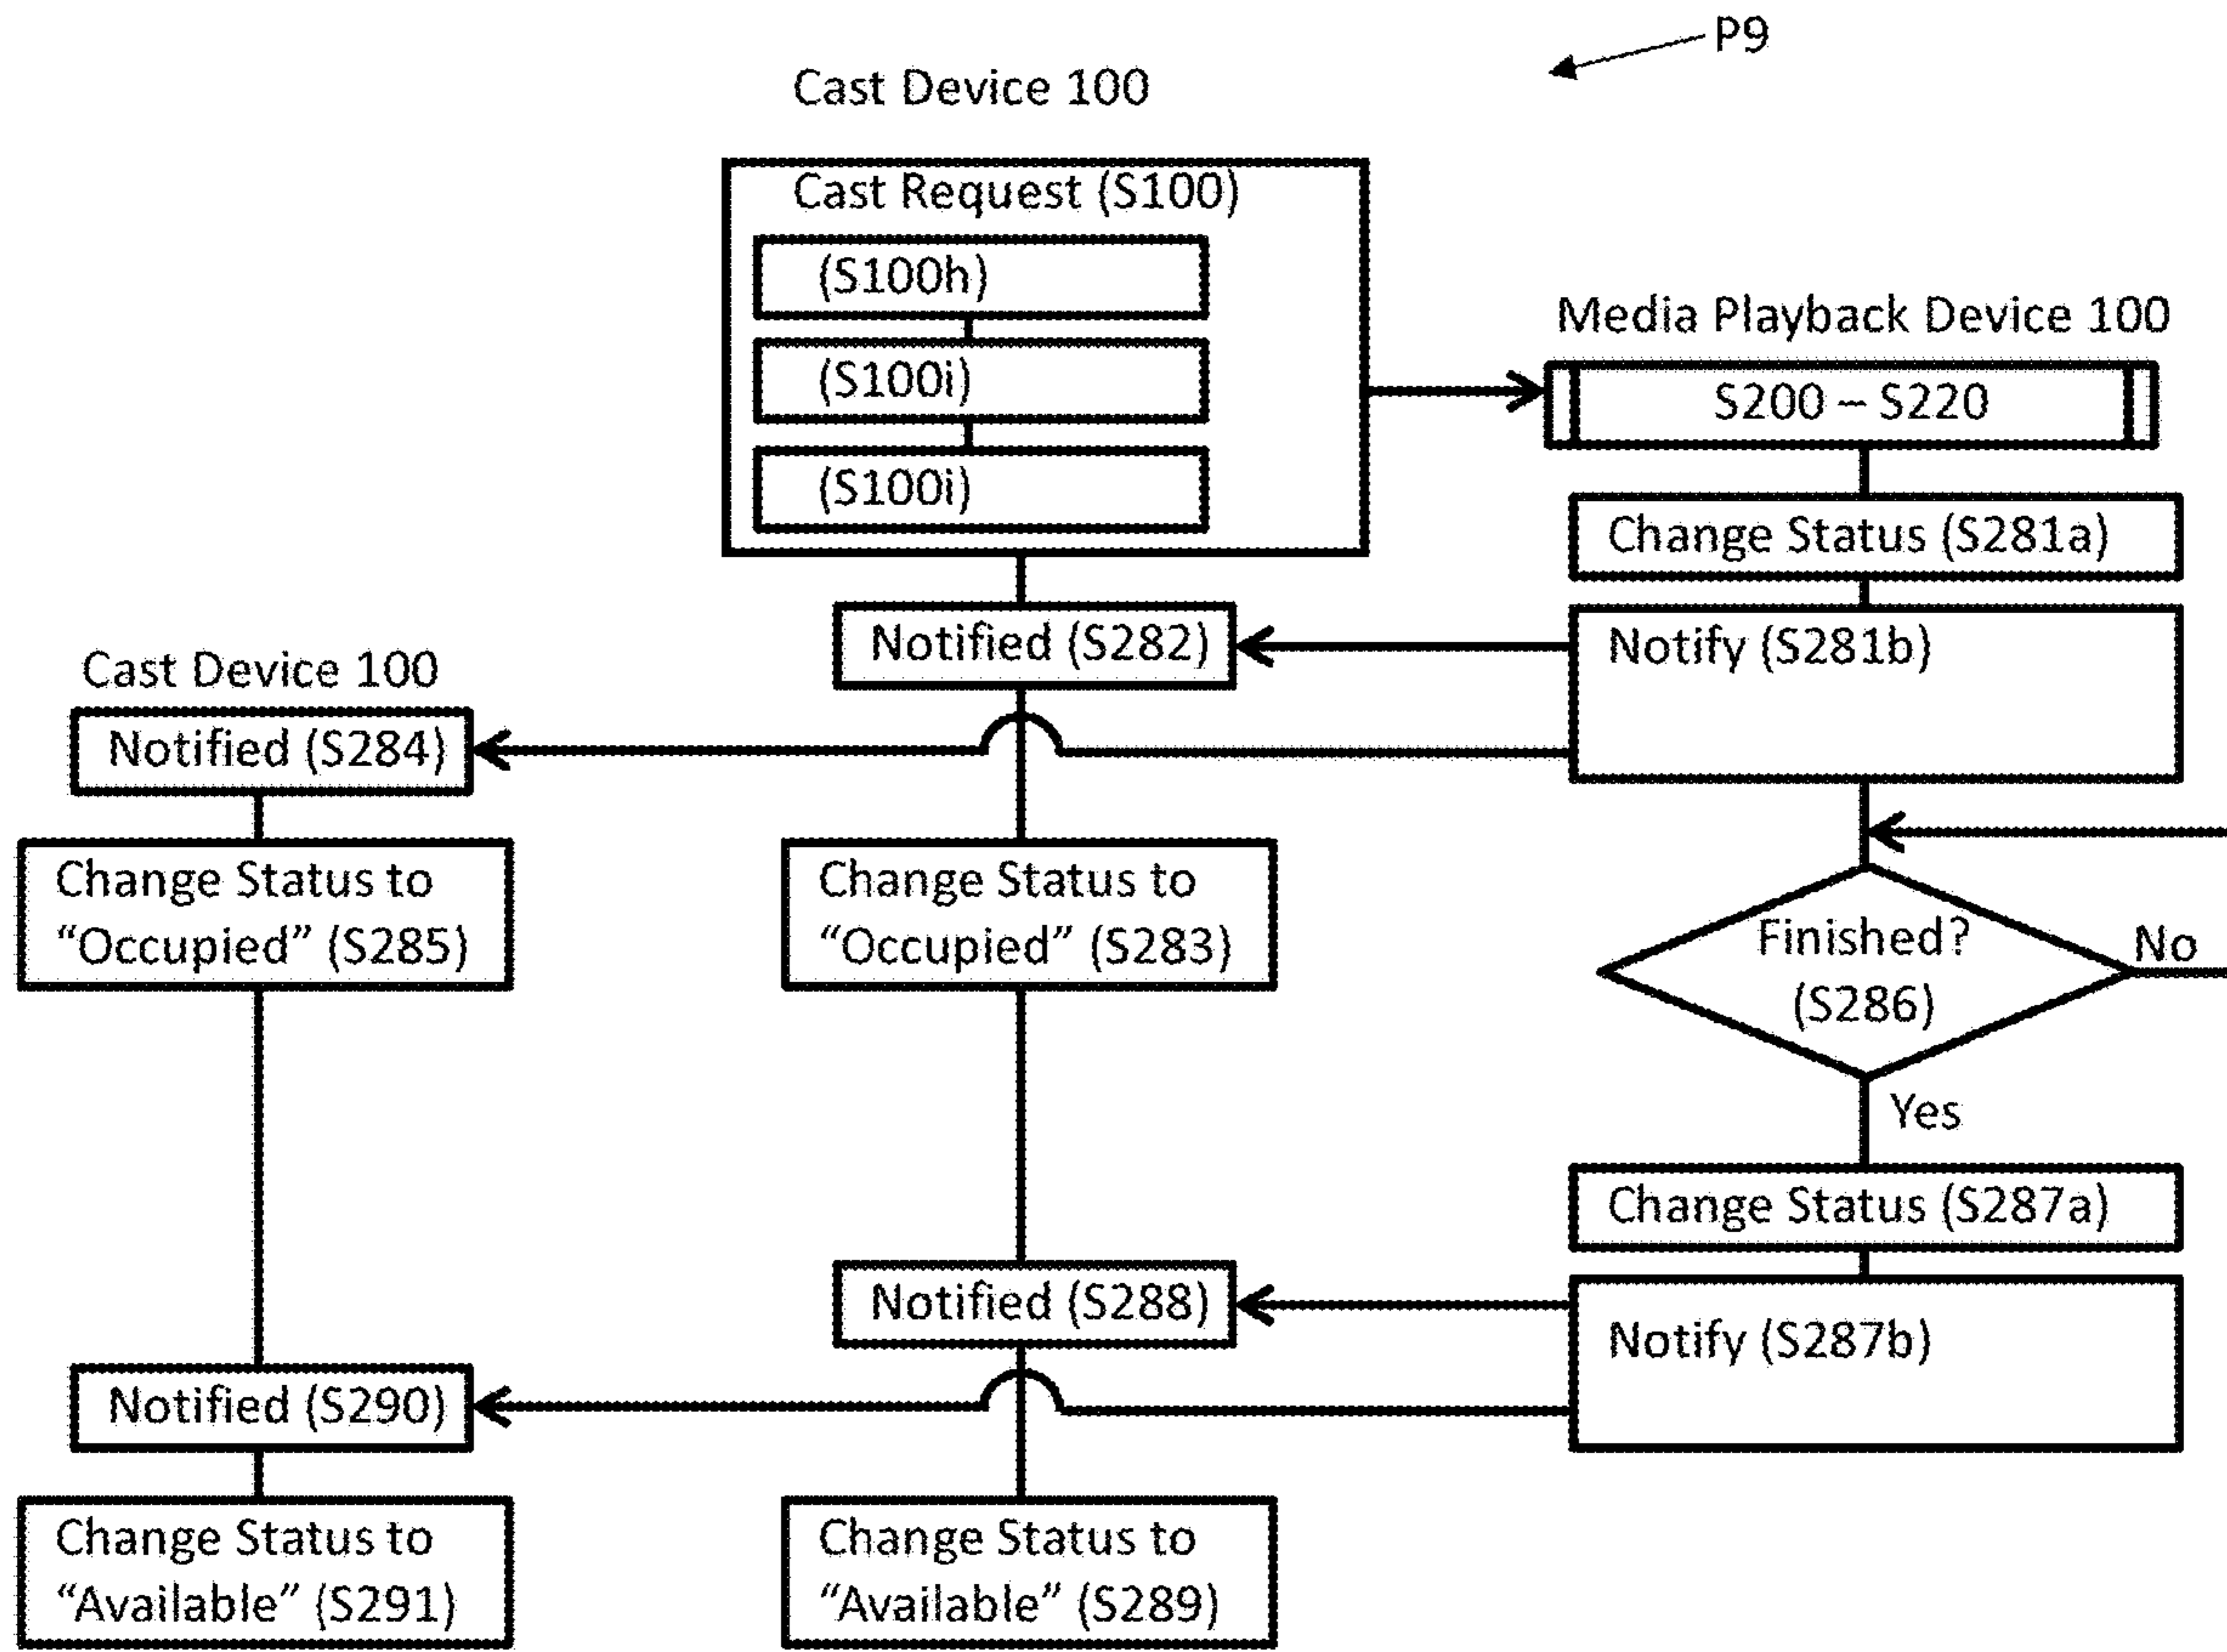 P9
Cast Device 100
Cast Request (S100)
(S100h)
(S100i)
(S100i)
Media Playback Device 100
S200 – S220
Change Status (S281a)
Notified (S282)
Notify (S281b)
Cast Device 100
Notified (S284)
Change Status to
“Occupied” (S285)
Change Status to
“Occupied” (S283)
Finished?
(S286)
No
Yes
Change Status (S287a)
Notified (S288)
Notify (S287b)
Notified (S290)
Change Status to
“Available” (S291)
Change Status to
“Available” (S289)